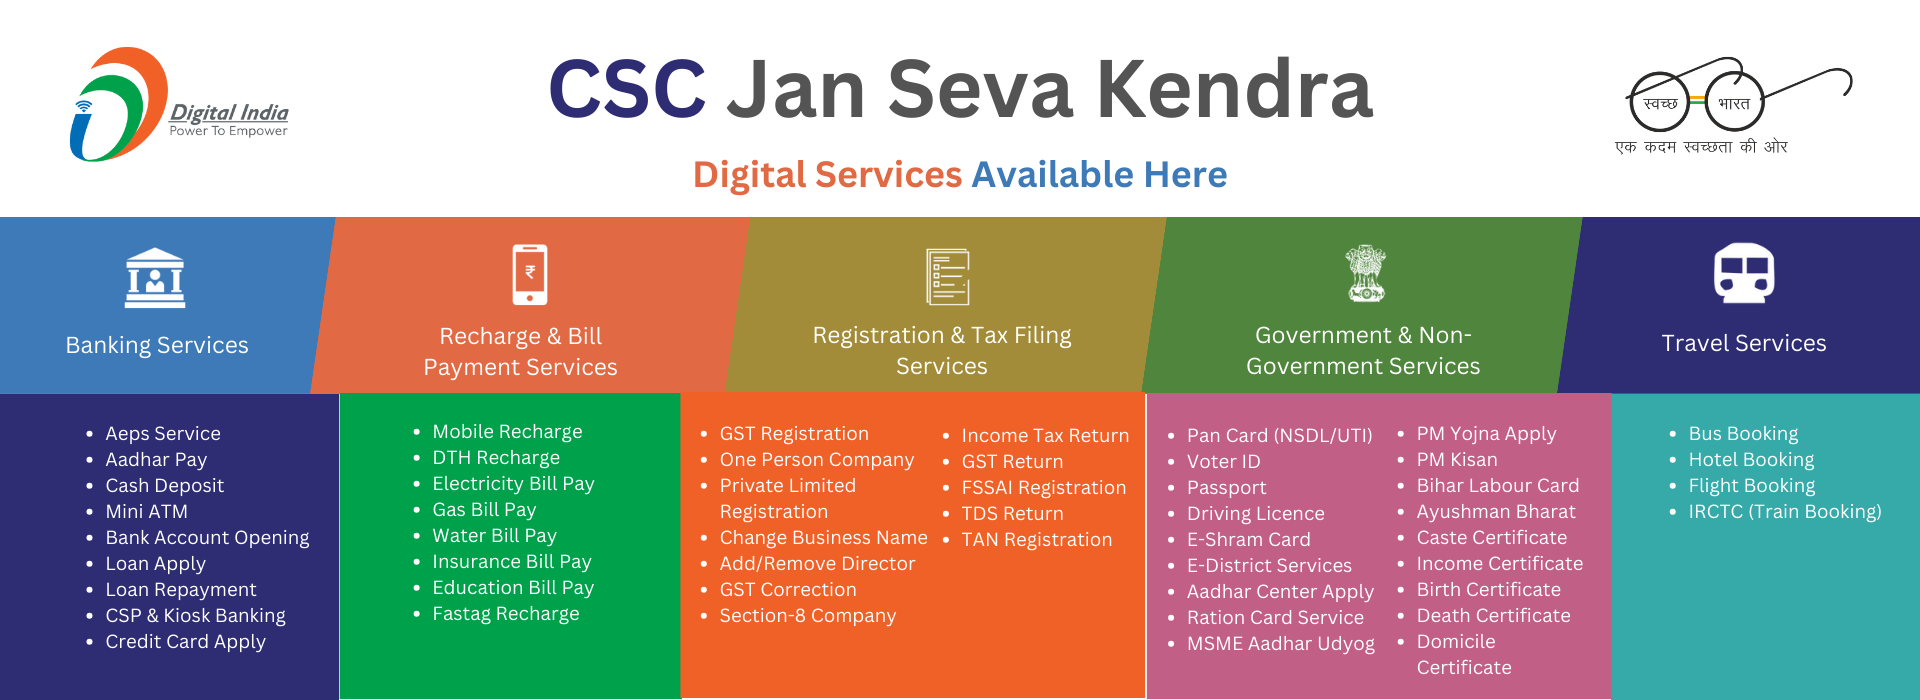 Digital India
Power To Empower
CSC Jan Seva Kendra
Digital Services Available Here
स्वच्छ भारत
एक कदम स्वच्छता की ओर
Banking Services
Recharge & Bill
Payment Services
Registration & Tax Filing
Services
Government & Non-
Government Services
Travel Services
• Aeps Service
• Aadhar Pay
• Cash Deposit
• Mini ATM
• Bank Account Opening
• Loan Apply
• Loan Repayment
• CSP & Kiosk Banking
• Credit Card Apply
• Mobile Recharge
• DTH Recharge
• Electricity Bill Pay
• Gas Bill Pay
• Water Bill Pay
• Insurance Bill Pay
• Education Bill Pay
• Fastag Recharge
• GST Registration
• One Person Company
• Private Limited
Registration
• Change Business Name
• Add/Remove Director
• GST Correction
• Section-8 Company
• Income Tax Return
• GST Return
• FSSAI Registration
• TDS Return
• TAN Registration
• Pan Card (NSDL/UTI)
• Voter ID
• Passport
• Driving Licence
• E-Shram Card
• E-District Services
• Aadhar Center Apply
• Ration Card Service
• MSME Aadhar Udyog
• PM Yojna Apply
• PM Kisan
• Bihar Labour Card
• Ayushman Bharat
• Caste Certificate
• Income Certificate
• Birth Certificate
• Death Certificate
• Domicile
Certificate
• Bus Booking
• Hotel Booking
• Flight Booking
• IRCTC (Train Booking)